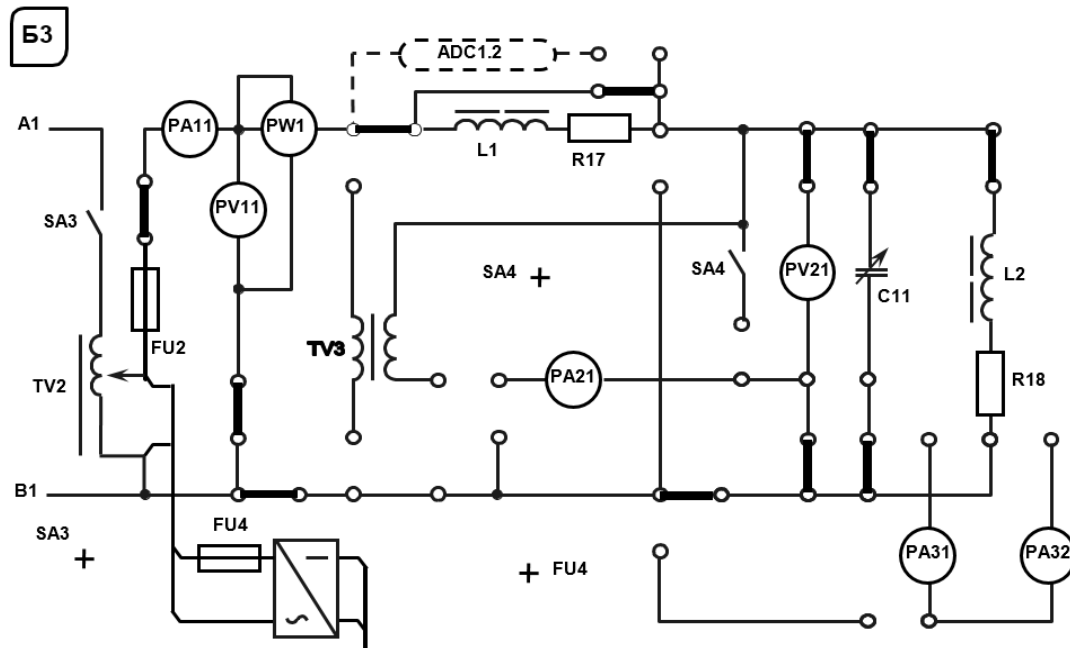 Б3
ADC1.2
A1
PA11
PW1
L1
R17
PV11
SA3
SA4
SA4
PV21
C11
L2
FU2
TV3
TV2
PA21
R18
B1
SA3
FU4
FU4
PA31
PA32